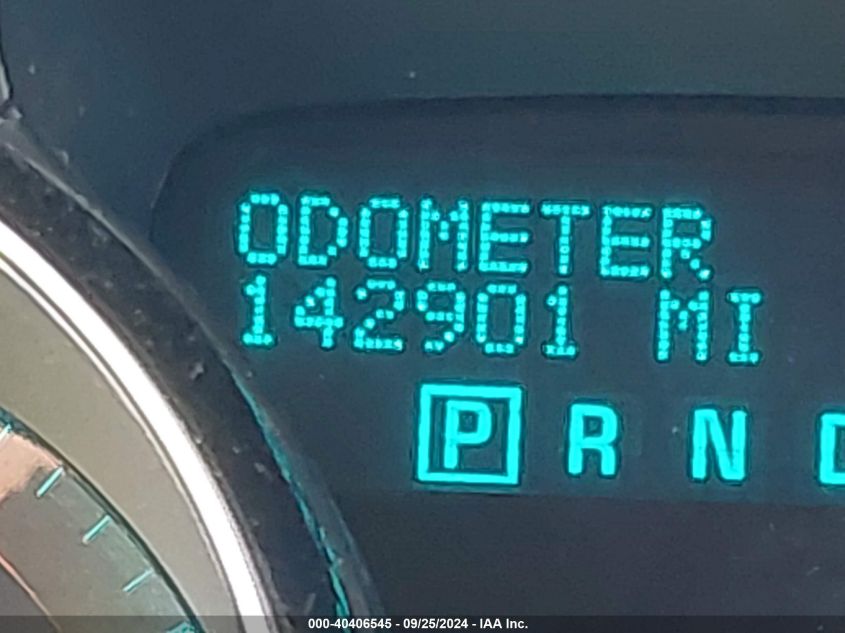 ODOMETER
142901 MI
P R N
000-40406545 - 09/25/2024 - IAA Inc.